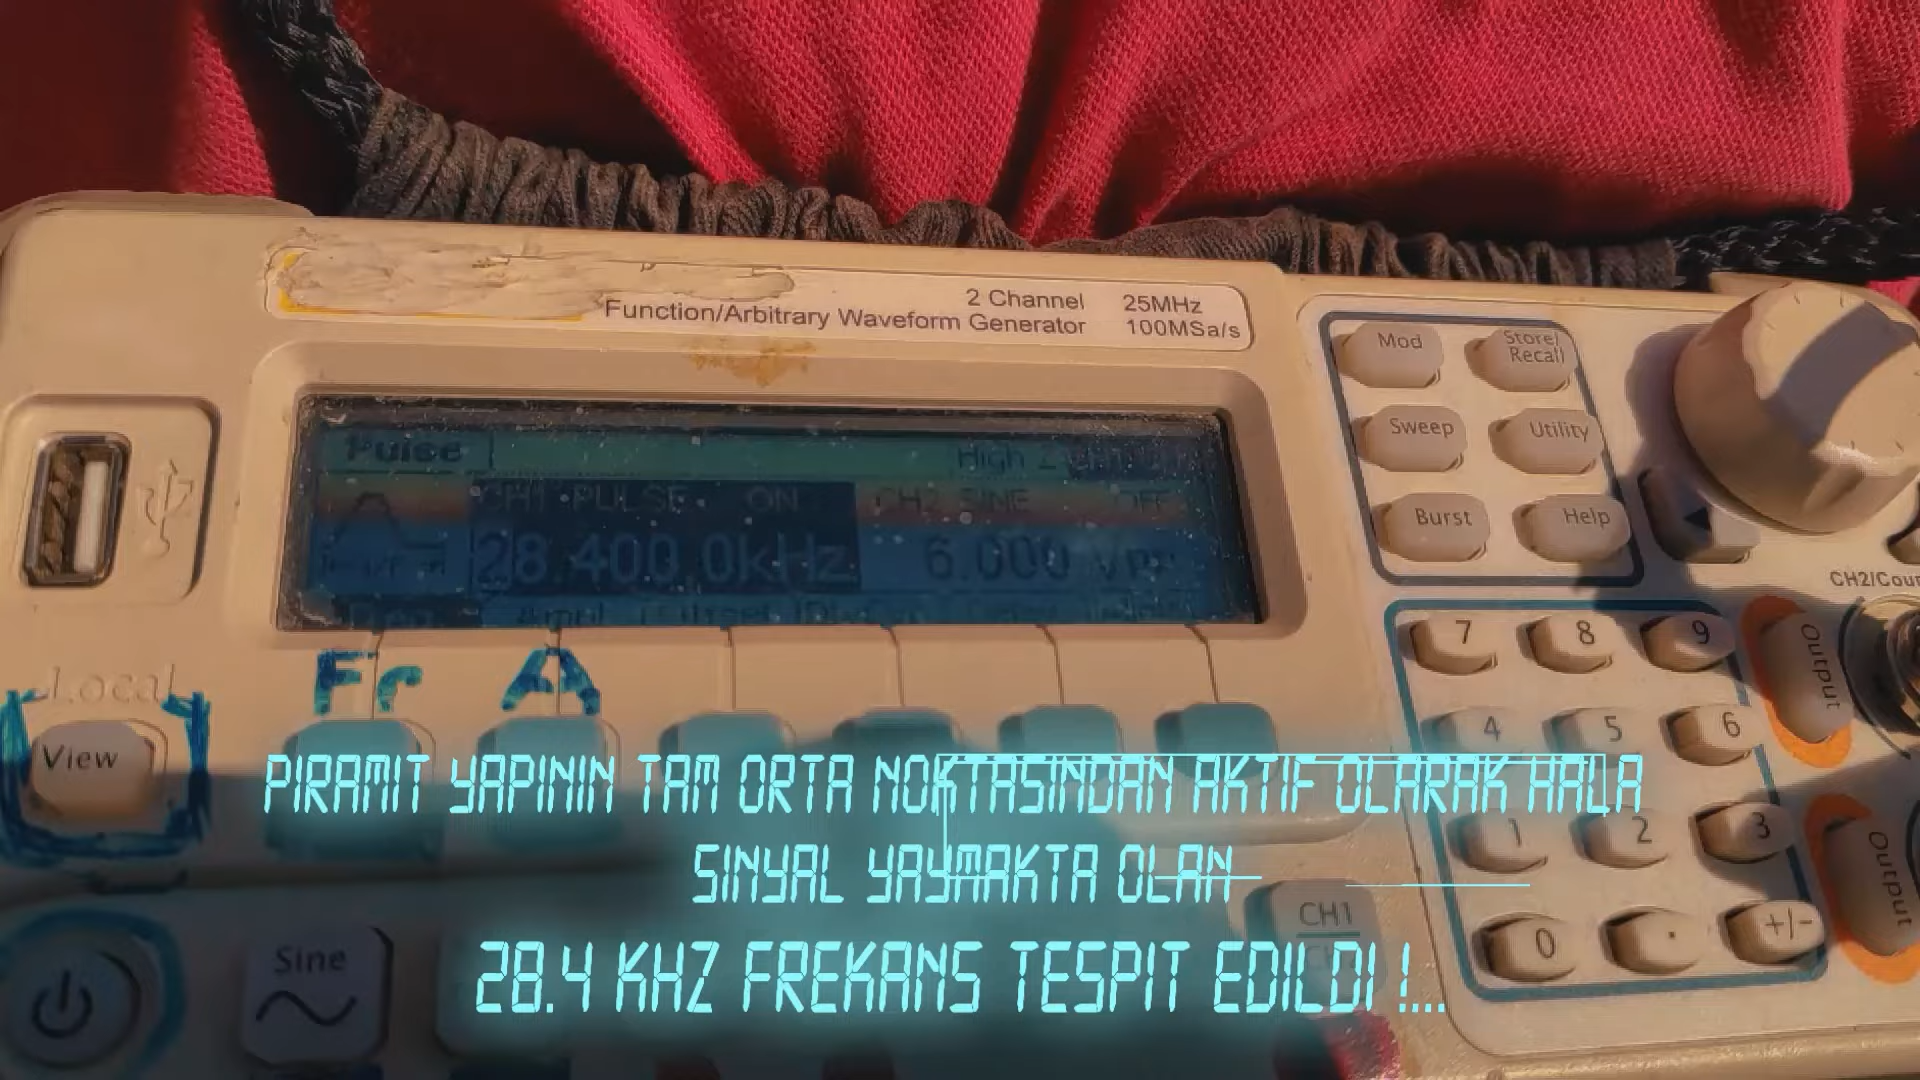 2 Channel 25MHz
Function/Arbitrary Waveform Generator 100MSa/s
Mod
Store/
Recall
Sweep
Utility
Burst
Help
Pulse
High Z
CH1 PULSE ON
CH2 SINE OFF
28.400,0kHz
6.000 Vpp
CH2/Coun
7 8 9
Output
Local
Fr A
View
4 5 6
PIRAMIT YAPININ TAM ORTA NOKTASINDAN AKTIF OLARAK HALA
SINYAL YAYMAKTA OLAN
28.4 KHZ FREKANS TESPIT EDILDI !...
1 2 3
Output
CH1
0 . +/-
Sine